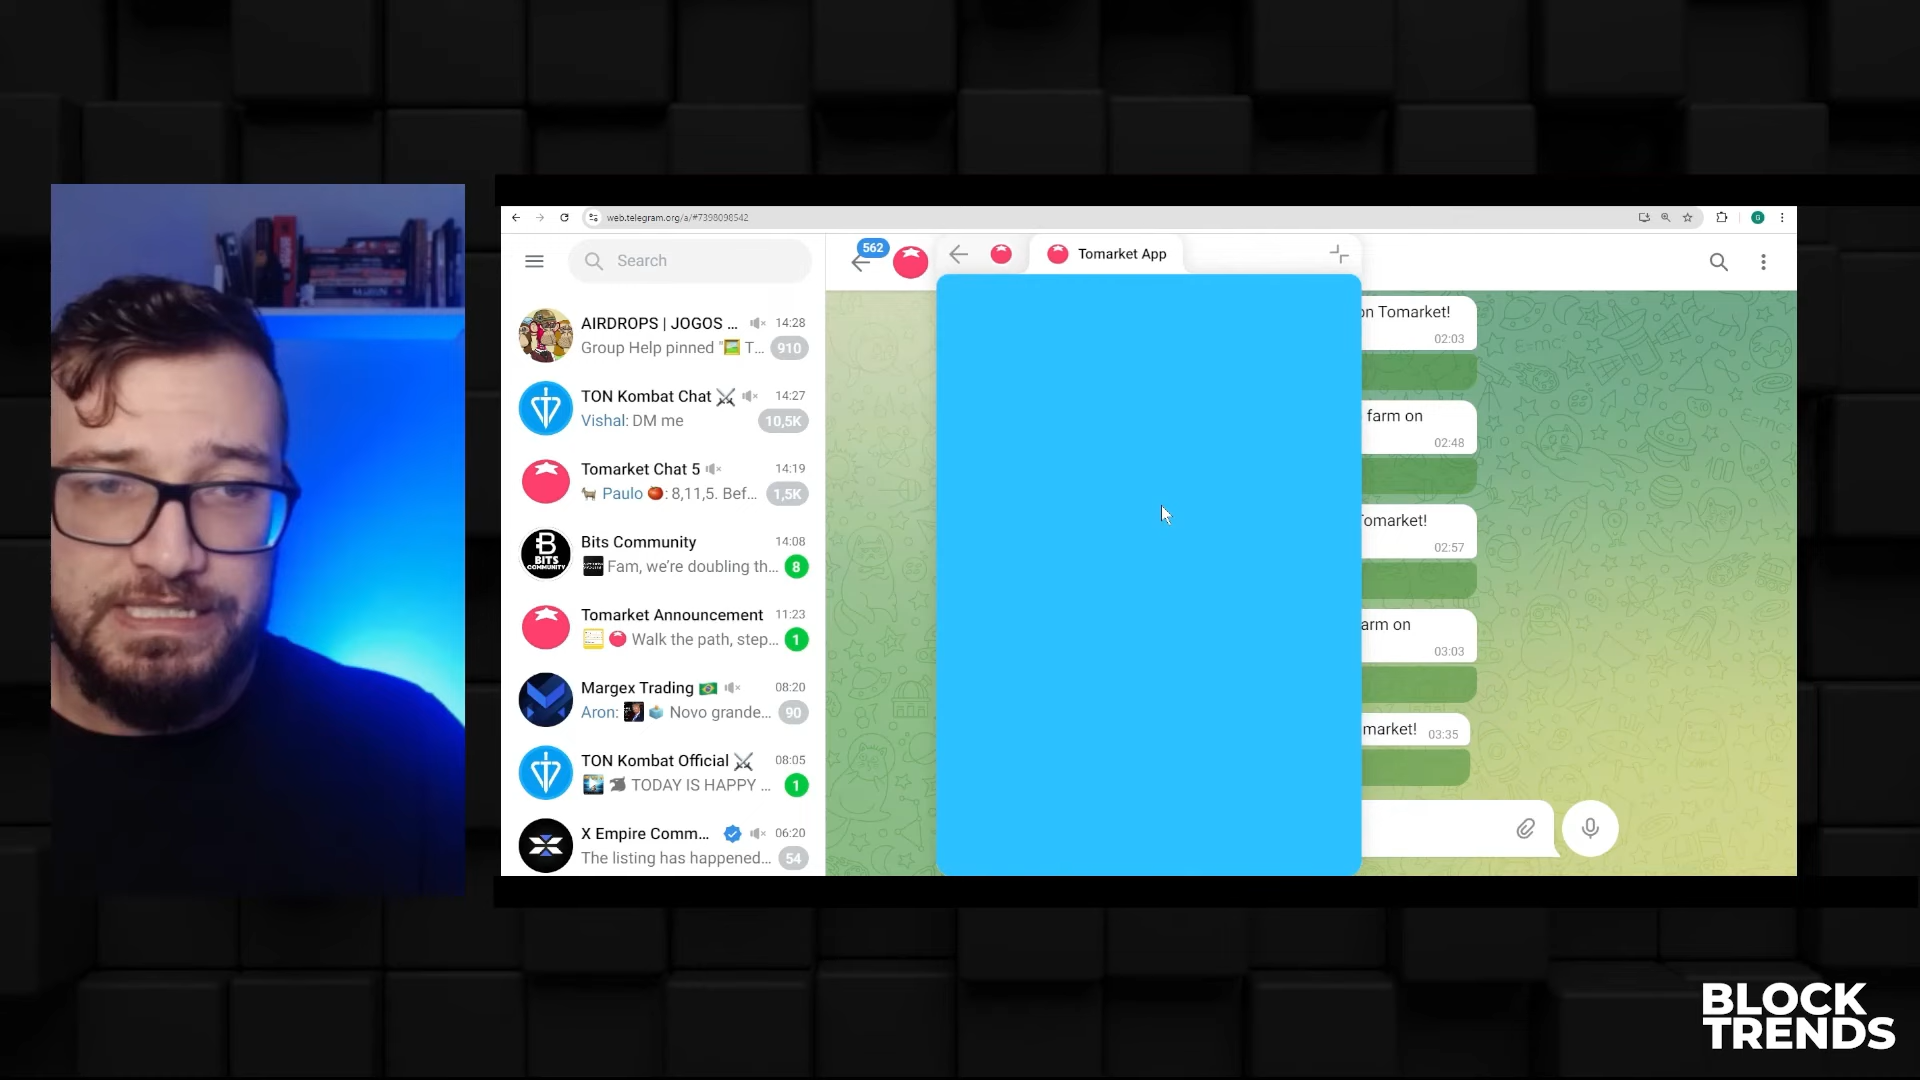 web.telegram.org/a/#7398098542
Search
AIRDROPS | JOGOS ... 14:28
Group Help pinned "🖼️ T... 910
TON Kombat Chat ⚔️ 14:27
Vishal: DM me 10,5K
Tomarket Chat 5 14:19
🐐 Paulo 🍅: 8,11,5. Bef... 1,5K
BITS
COMMUNITY
Bits Community 14:08
Fam, we're doubling th... 8
Tomarket Announcement 11:23
🍅 Walk the path, step... 1
Margex Trading 🇧🇷 08:20
Aron: 🗳️ Novo grande... 90
TON Kombat Official ⚔️ 08:05
TODAY IS HAPPY ... 1
X Empire Comm... 06:20
The listing has happened... 54
562
Tomarket App
G
on Tomarket!
02:03
farm on
02:48
Tomarket!
02:57
arm on
03:03
market! 03:35
BLOCK
TRENDS